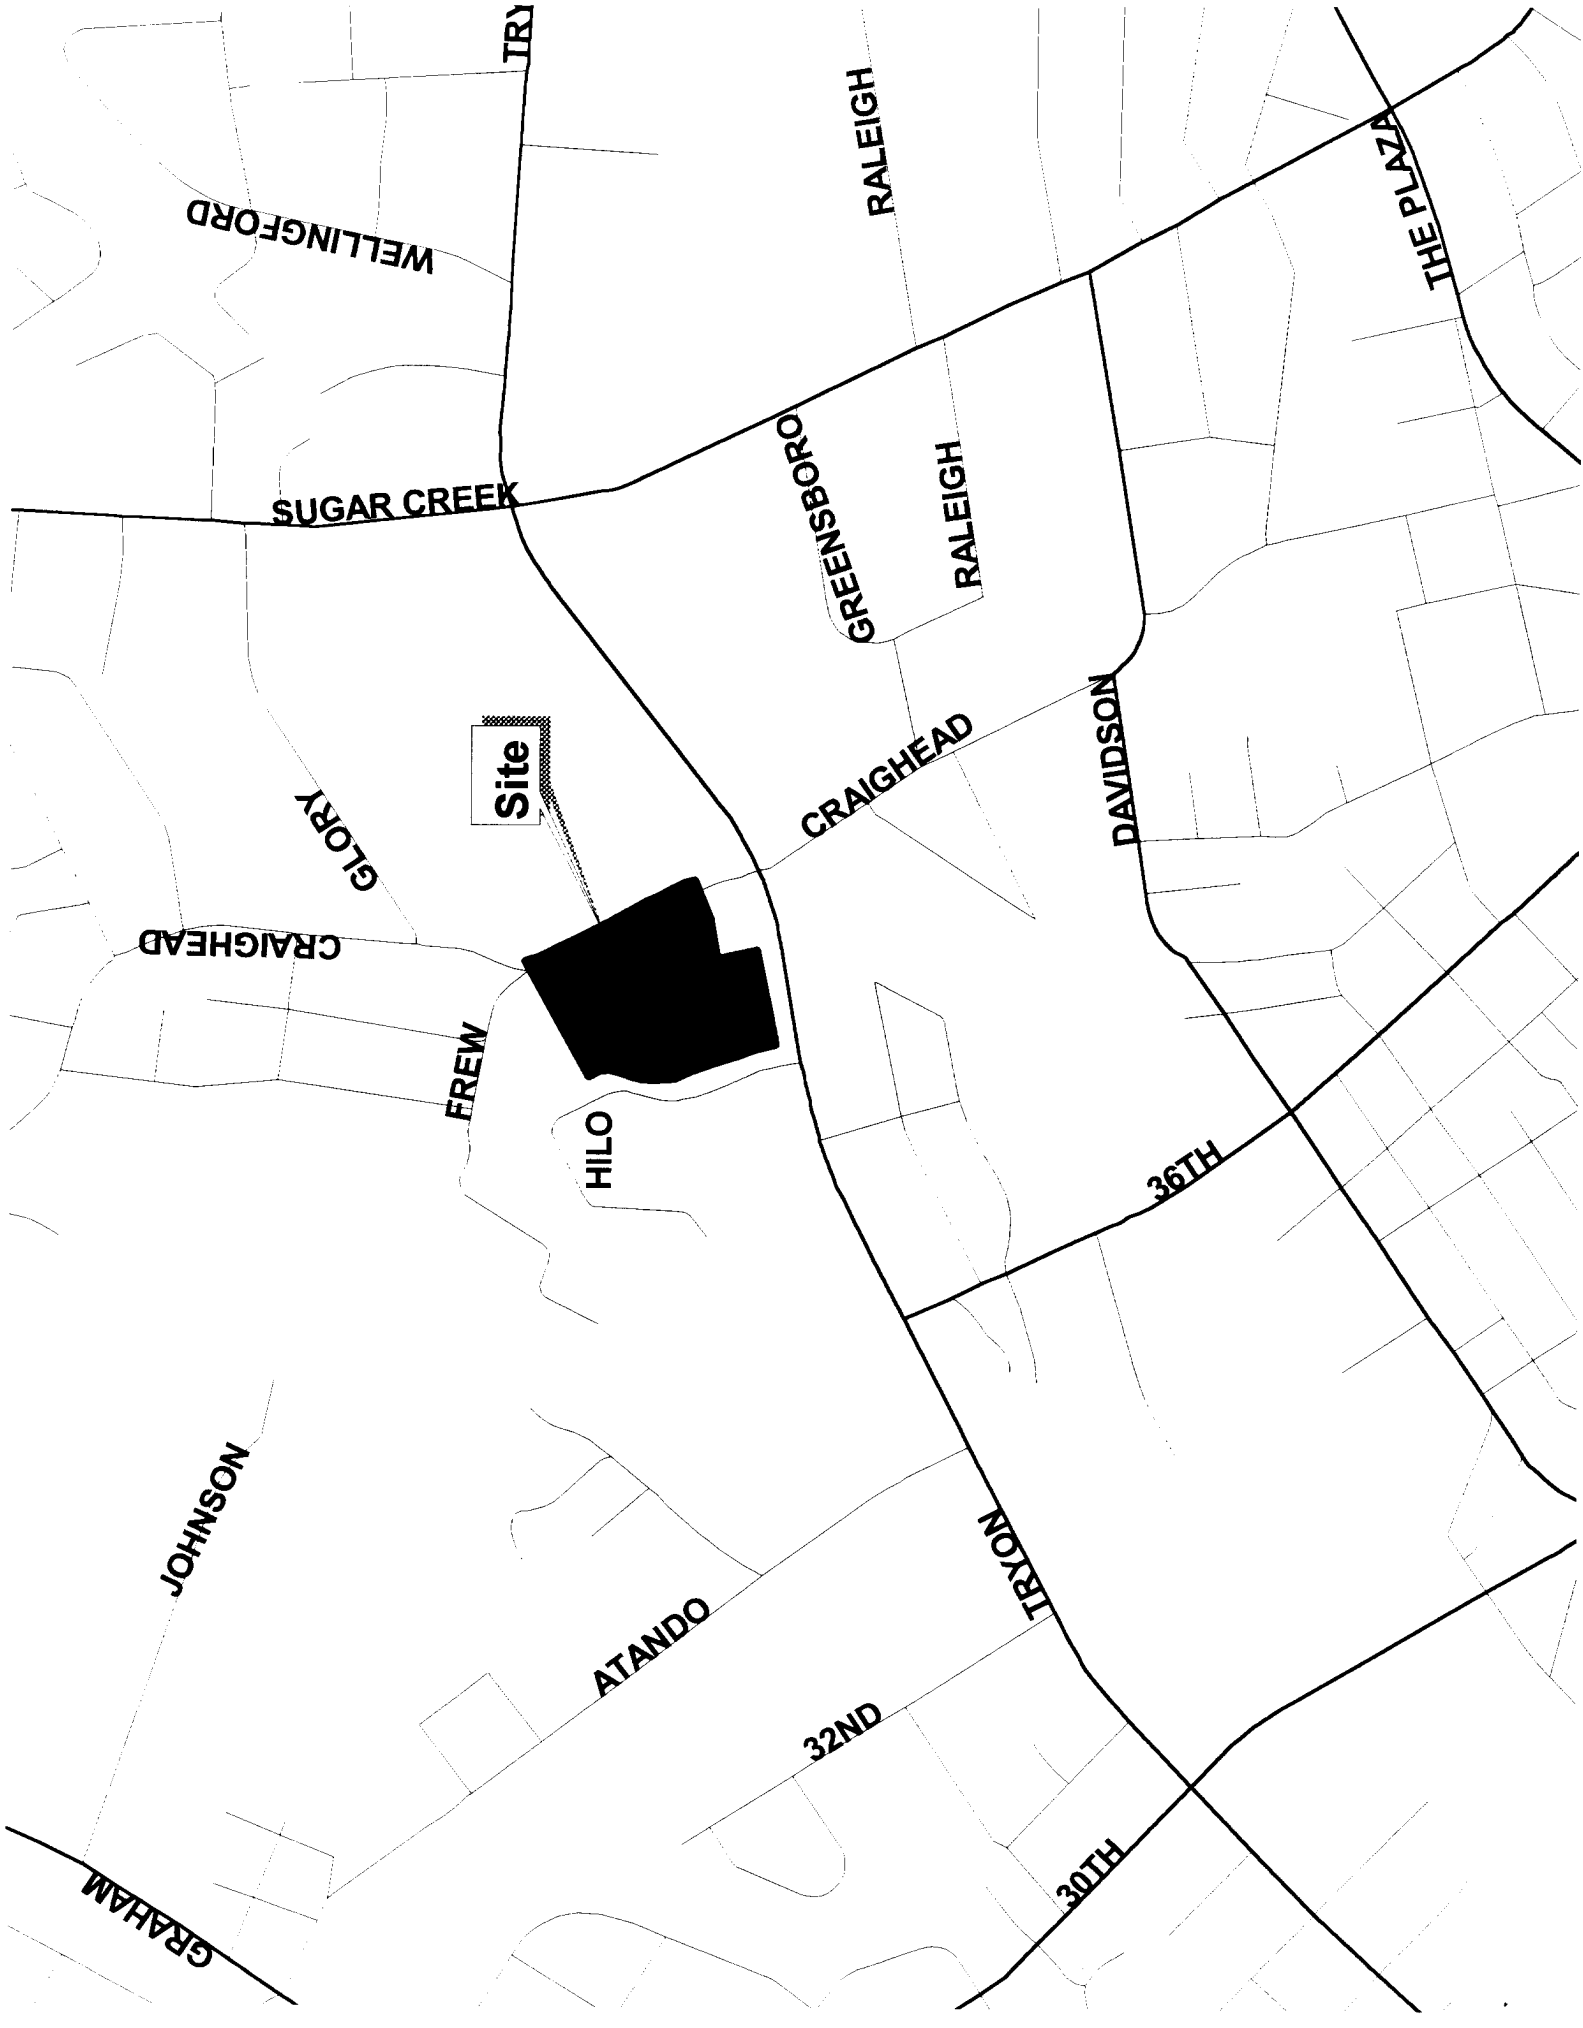 TRY
RALEIGH
THE PLAZA
WELLINGFORD
SUGAR CREEK
GREENSBORO
RALEIGH
Site
GLORY
CRAIGHEAD
DAVIDSON
CRAIGHEAD
FREW
HILO
36TH
JOHNSON
TRYON
ATANDO
32ND
30TH
GRAHAM